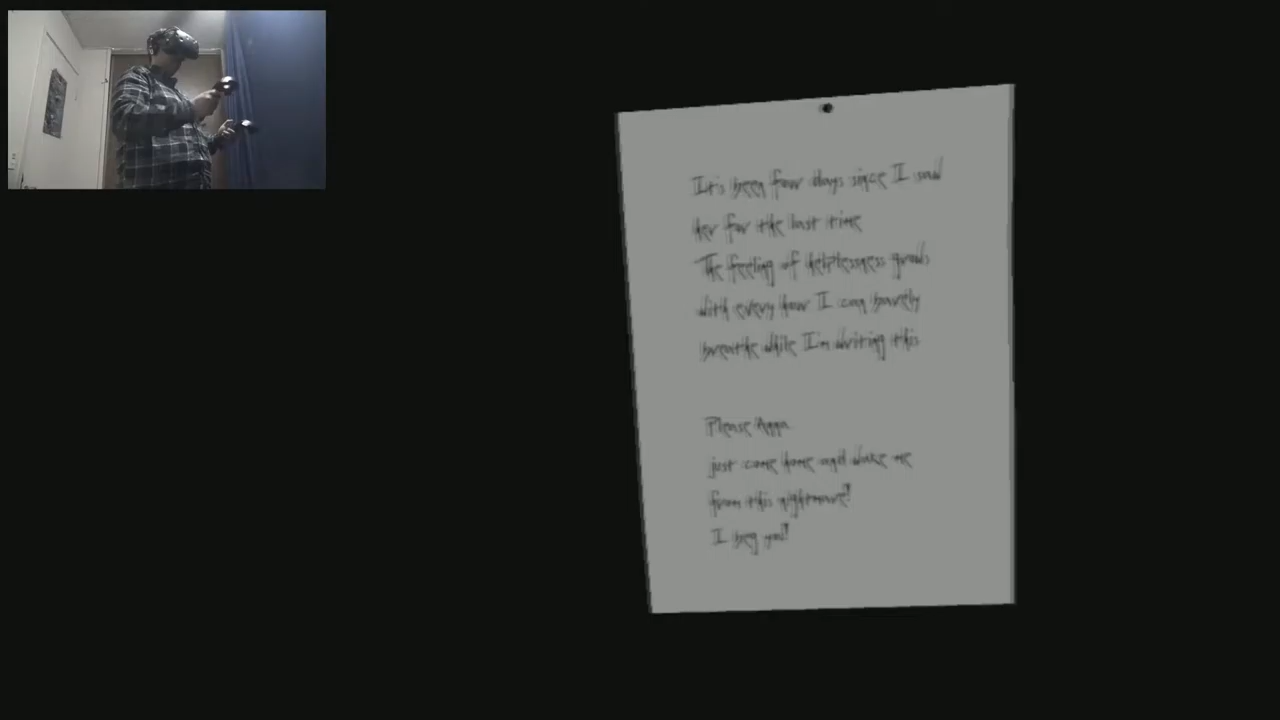 It's been four days since I saw
her for the last time
The feeling of helplessness grows
with every hour I can barely
breathe while I'm writing this
Please Anna
just come home and wake me
from this nightmare!
I beg you!